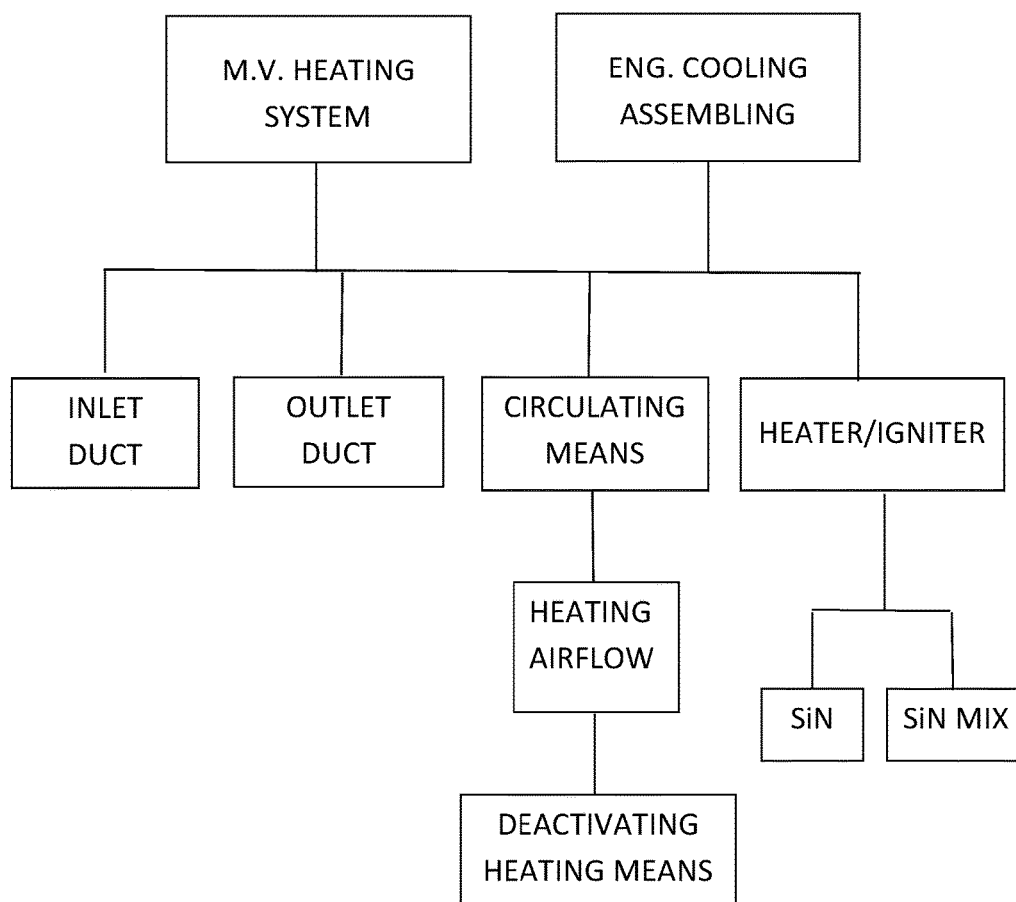 M.V. HEATING
SYSTEM
ENG. COOLING
ASSEMBLING
INLET
DUCT
OUTLET
DUCT
CIRCULATING
MEANS
HEATER/IGNITER
HEATING
AIRFLOW
SiN
SiN MIX
DEACTIVATING
HEATING MEANS